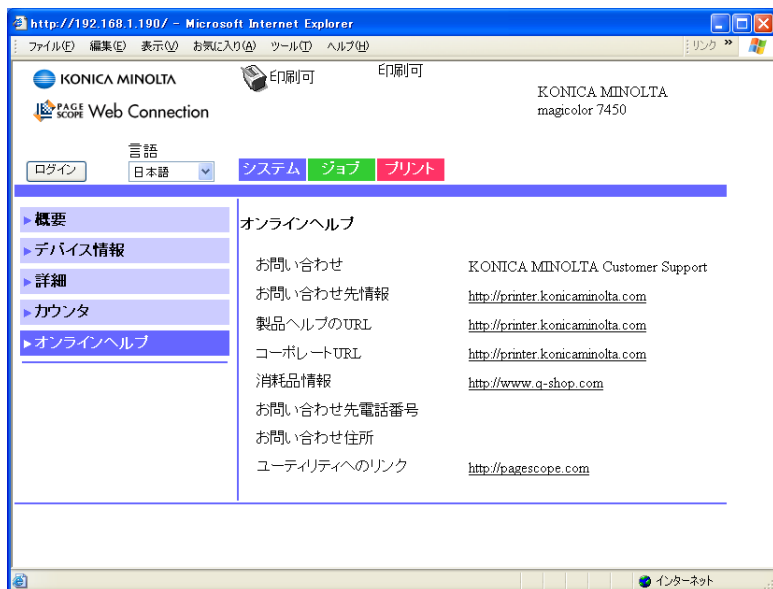 http://192.168.1.190/ - Microsoft Internet Explorer
ファイル(F) 編集(E) 表示(V) お気に入り(A) ツール(T) ヘルプ(H) リンク »
KONICA MINOLTA 印刷可 印刷可
PAGE SCOPE Web Connection
KONICA MINOLTA
magicolor 7450
言語
ログイン 日本語 システム ジョブ プリント
概要
デバイス情報
詳細
カウンタ
オンラインヘルプ
オンラインヘルプ
お問い合わせ KONICA MINOLTA Customer Support
お問い合わせ先情報 http://printer.konicaminolta.com
製品ヘルプのURL http://printer.konicaminolta.com
コーポレートURL http://printer.konicaminolta.com
消耗品情報 http://www.q-shop.com
お問い合わせ先電話番号
お問い合わせ住所
ユーティリティへのリンク http://pagescope.com
インターネット